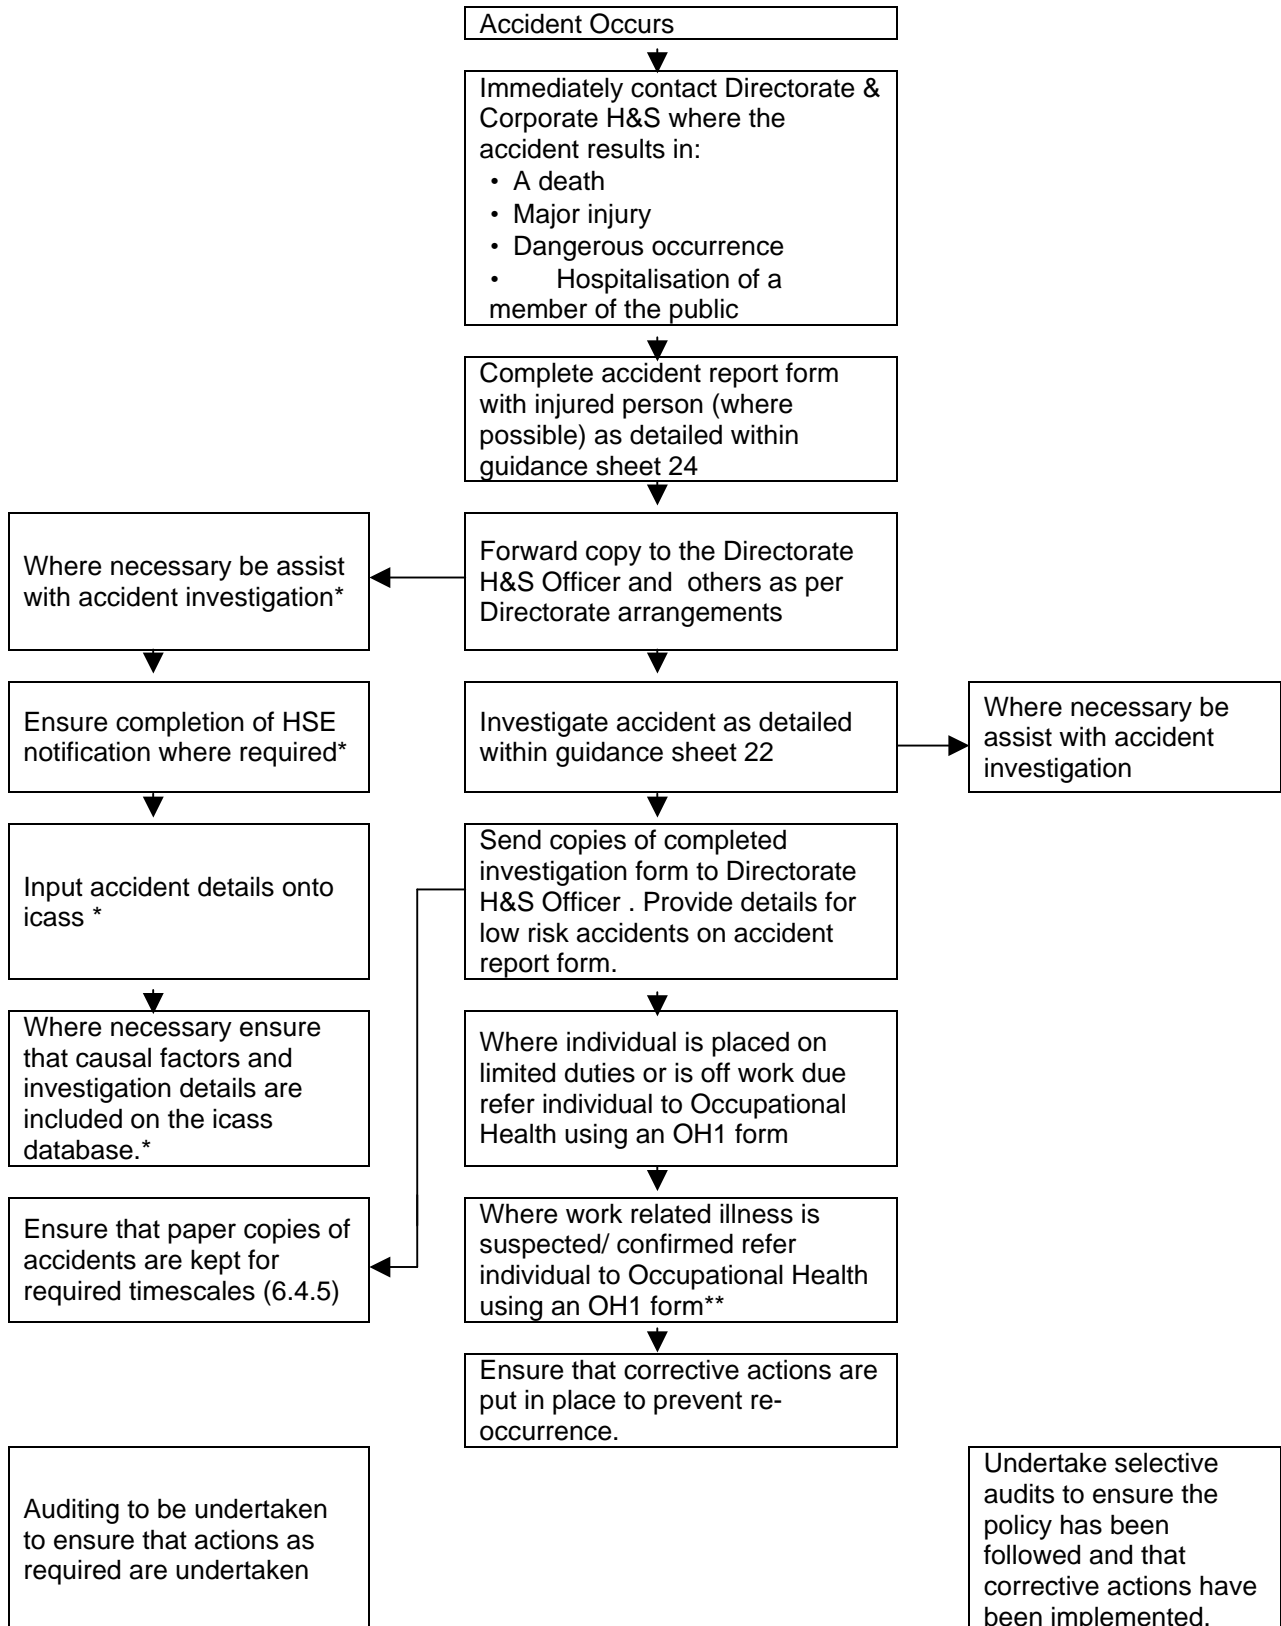 Accident Occurs
Immediately contact Directorate &
Corporate H&S where the
accident results in:
• A death
• Major injury
• Dangerous occurrence
• Hospitalisation of a
member of the public
Complete accident report form
with injured person (where
possible) as detailed within
guidance sheet 24
Where necessary be assist
with accident investigation*
Forward copy to the Directorate
H&S Officer and  others as per
Directorate arrangements
Ensure completion of HSE
notification where required*
Investigate accident as detailed
within guidance sheet 22
Where necessary be
assist with accident
investigation
Input accident details onto
icass *
Send copies of completed
investigation form to Directorate
H&S Officer . Provide details for
low risk accidents on accident
report form.
Where necessary ensure
that causal factors and
investigation details are
included on the icass
database.*
Where individual is placed on
limited duties or is off work due
refer individual to Occupational
Health using an OH1 form
Ensure that paper copies of
accidents are kept for
required timescales (6.4.5)
Where work related illness is
suspected/ confirmed refer
individual to Occupational Health
using an OH1 form**
Ensure that corrective actions are
put in place to prevent re-
occurrence.
Auditing to be undertaken
to ensure that actions as
required are undertaken
Undertake selective
audits to ensure the
policy has been
followed and that
corrective actions have
been implemented.